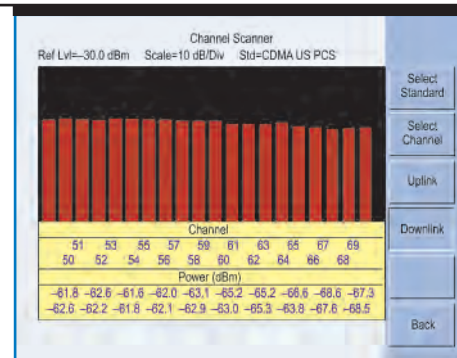 Channel Scanner
Ref Lvl=–30.0 dBm Scale=10 dB/Div Std=CDMA US PCS
Channel
51 53 55 57 59 61 63 65 67 69
50 52 54 56 58 60 62 64 66 68
Power (dBm)
–61.8 –62.6 –61.6 –62.0 –63.1 –65.2 –65.2 –66.6 –68.6 –67.3
–62.6 –62.2 –61.8 –62.1 –62.9 –63.0 –65.3 –63.8 –67.6 –68.5
Select
Standard
Select
Channel
Uplink
Downlink
Back